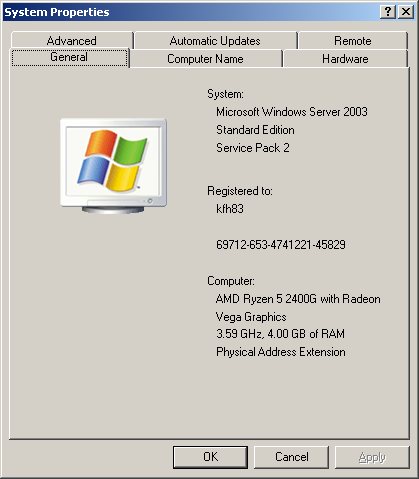 System Properties
Advanced
Automatic Updates
Remote
General
Computer Name
Hardware
System:
Microsoft Windows Server 2003
Standard Edition
Service Pack 2
Registered to:
kfh83
69712-653-4741221-45829
Computer:
AMD Ryzen 5 2400G with Radeon
Vega Graphics
3.59 GHz, 4.00 GB of RAM
Physical Address Extension
OK
Cancel
Apply